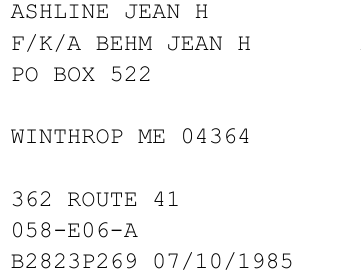 ASHLINE JEAN H
F/K/A BEHM JEAN H
PO BOX 522
WINTHROP ME 04364
362 ROUTE 41
058-E06-A
B2823P269 07/10/1985